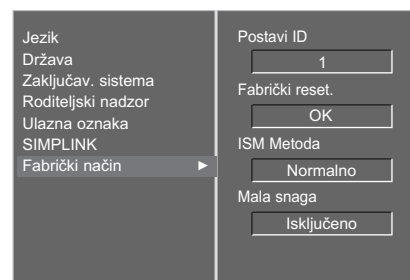 Jezik
Država
Zaključav. sistema
Roditeljski nadzor
Ulazna oznaka
SIMPLINK
Fabrički način ►
Postavi ID
1
Fabrički reset.
OK
ISM Metoda
Normalno
Mala snaga
Isključeno